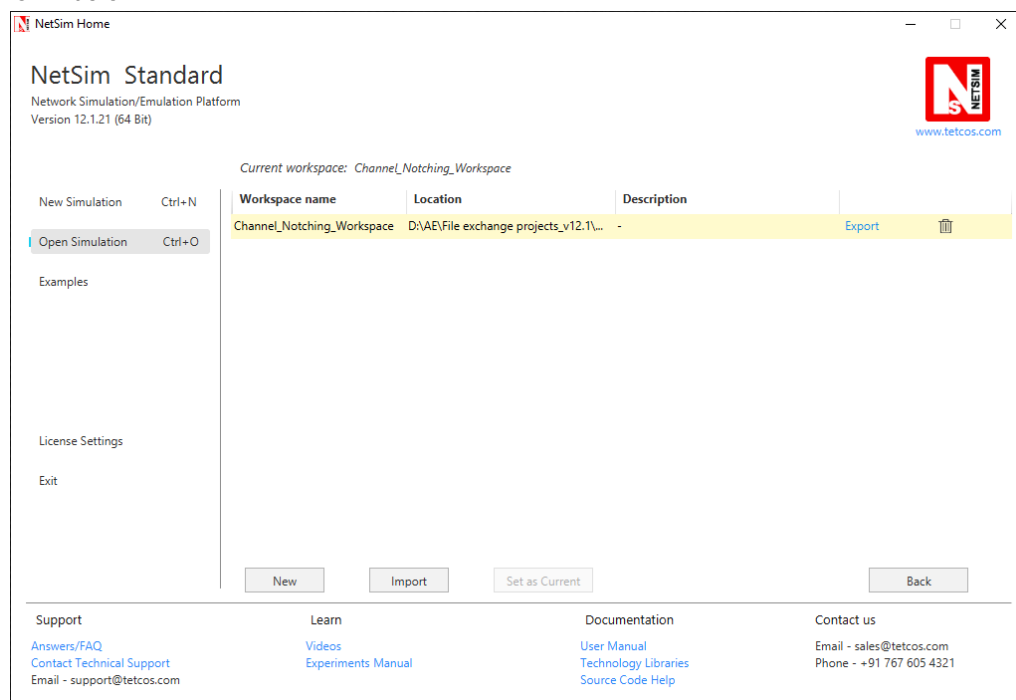 NetSim Home
NetSim Standard
Network Simulation/Emulation Platform
Version 12.1.21 (64 Bit)
NETSIM
NS
www.tetcos.com
Current workspace: Channel_Notching_Workspace
New Simulation Ctrl+N
Open Simulation Ctrl+O
Examples
License Settings
Exit
Workspace name Location Description
Channel_Notching_Workspace D:\AE\File exchange projects_v12.1\... - Export
New Import Set as Current Back
Support
Answers/FAQ
Contact Technical Support
Email - support@tetcos.com
Learn
Videos
Experiments Manual
Documentation
User Manual
Technology Libraries
Source Code Help
Contact us
Email - sales@tetcos.com
Phone - +91 767 605 4321